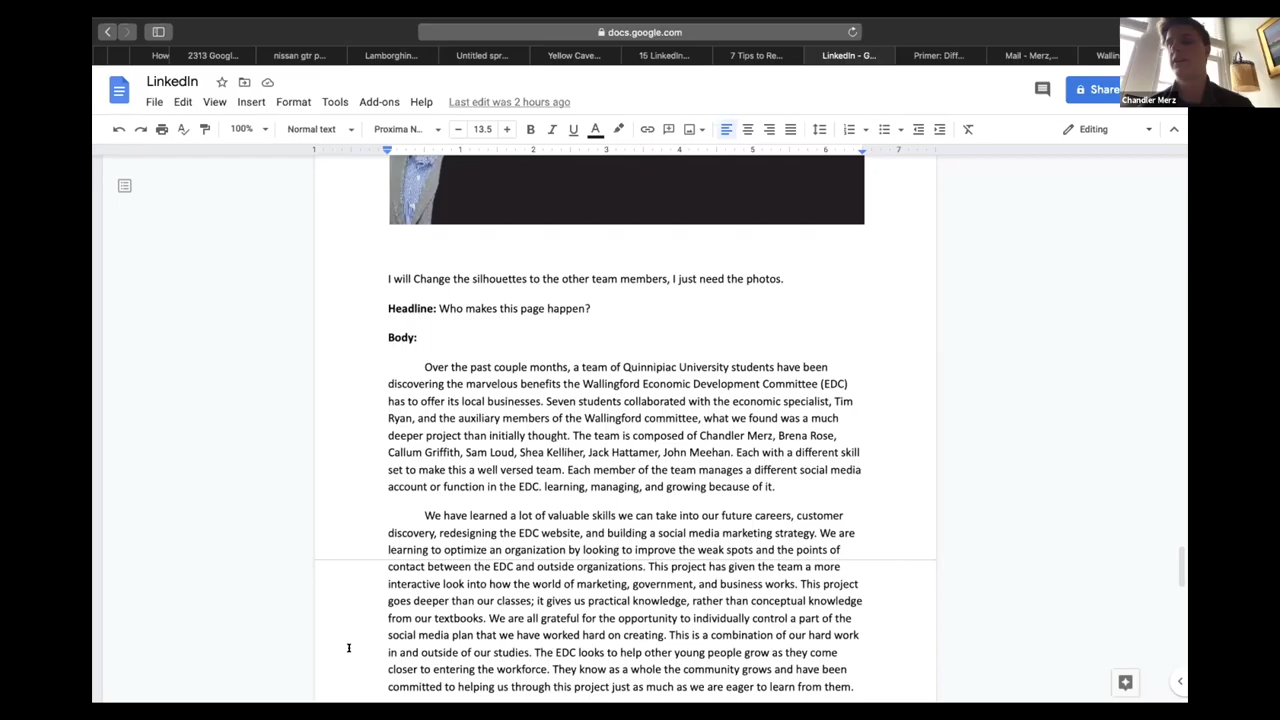 docs.google.com
How
2313 Googl...
nissan gtr p...
Lamborghin...
Untitled spr...
Yellow Cave...
15 LinkedIn...
7 Tips to Re...
LinkedIn - G...
Primer: Diff...
Mail - Merz,...
Wallin
Chandler Merz
LinkedIn
File Edit View Insert Format Tools Add-ons Help Last edit was 2 hours ago
Share
100% Normal text Proxima N... 13.5 B I U A Editing
1 1 2 3 4 5 6 7
I will Change the silhouettes to the other team members, I just need the photos.
Headline: Who makes this page happen?
Body:
Over the past couple months, a team of Quinnipiac University students have been
discovering the marvelous benefits the Wallingford Economic Development Committee (EDC)
has to offer its local businesses. Seven students collaborated with the economic specialist, Tim
Ryan, and the auxiliary members of the Wallingford committee, what we found was a much
deeper project than initially thought. The team is composed of Chandler Merz, Brena Rose,
Callum Griffith, Sam Loud, Shea Kelliher, Jack Hattamer, John Meehan. Each with a different skill
set to make this a well versed team. Each member of the team manages a different social media
account or function in the EDC. learning, managing, and growing because of it.
We have learned a lot of valuable skills we can take into our future careers, customer
discovery, redesigning the EDC website, and building a social media marketing strategy. We are
learning to optimize an organization by looking to improve the weak spots and the points of
contact between the EDC and outside organizations. This project has given the team a more
interactive look into how the world of marketing, government, and business works. This project
goes deeper than our classes; it gives us practical knowledge, rather than conceptual knowledge
from our textbooks. We are all grateful for the opportunity to individually control a part of the
social media plan that we have worked hard on creating. This is a combination of our hard work
in and outside of our studies. The EDC looks to help other young people grow as they come
closer to entering the workforce. They know as a whole the community grows and have been
committed to helping us through this project just as much as we are eager to learn from them.